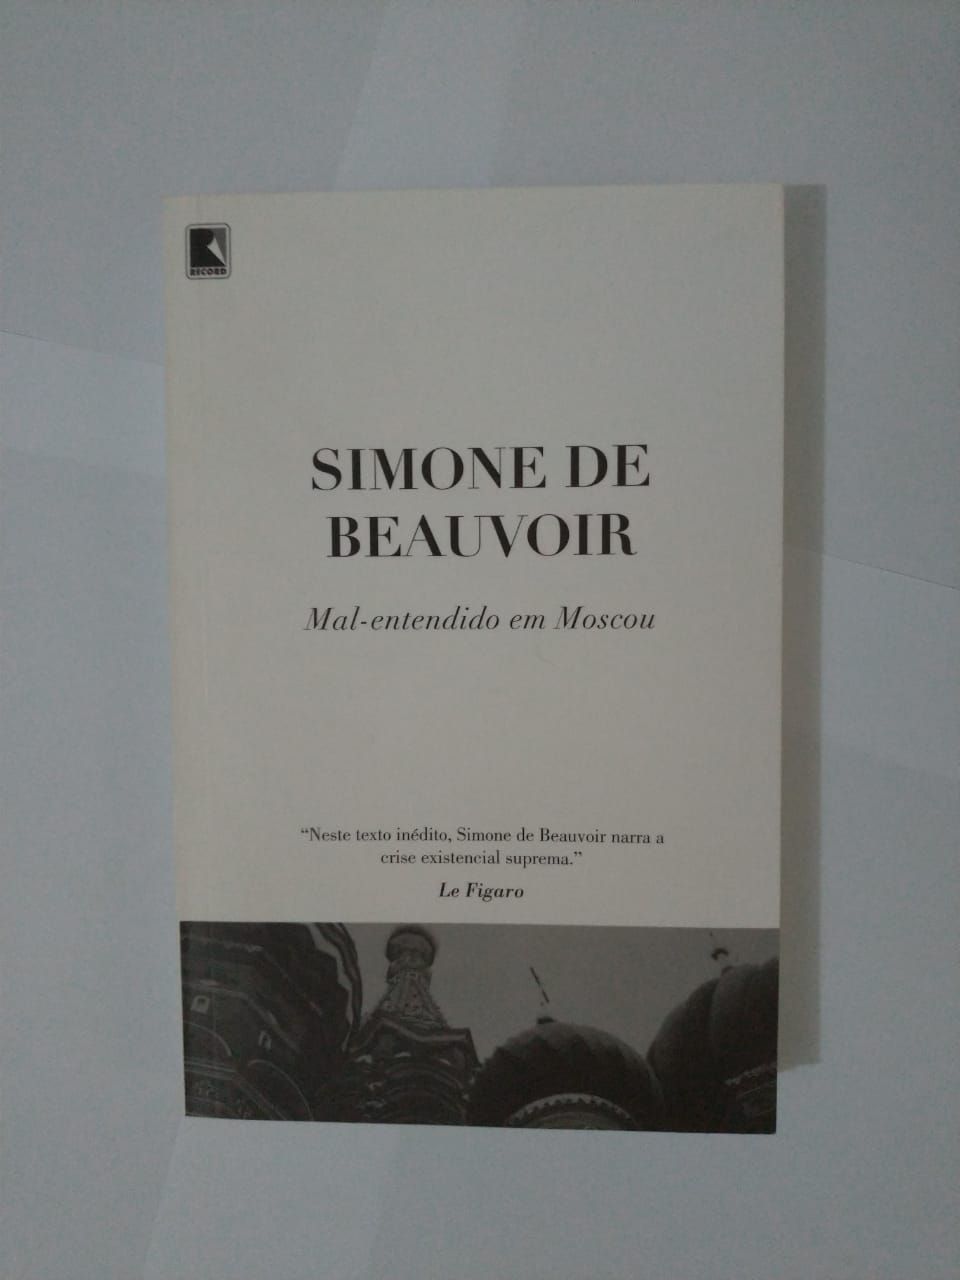 RECORD
SIMONE DE
BEAUVOIR
Mal-entendido em Moscou
“Neste texto inédito, Simone de Beauvoir narra a
crise existencial suprema.”
Le Figaro